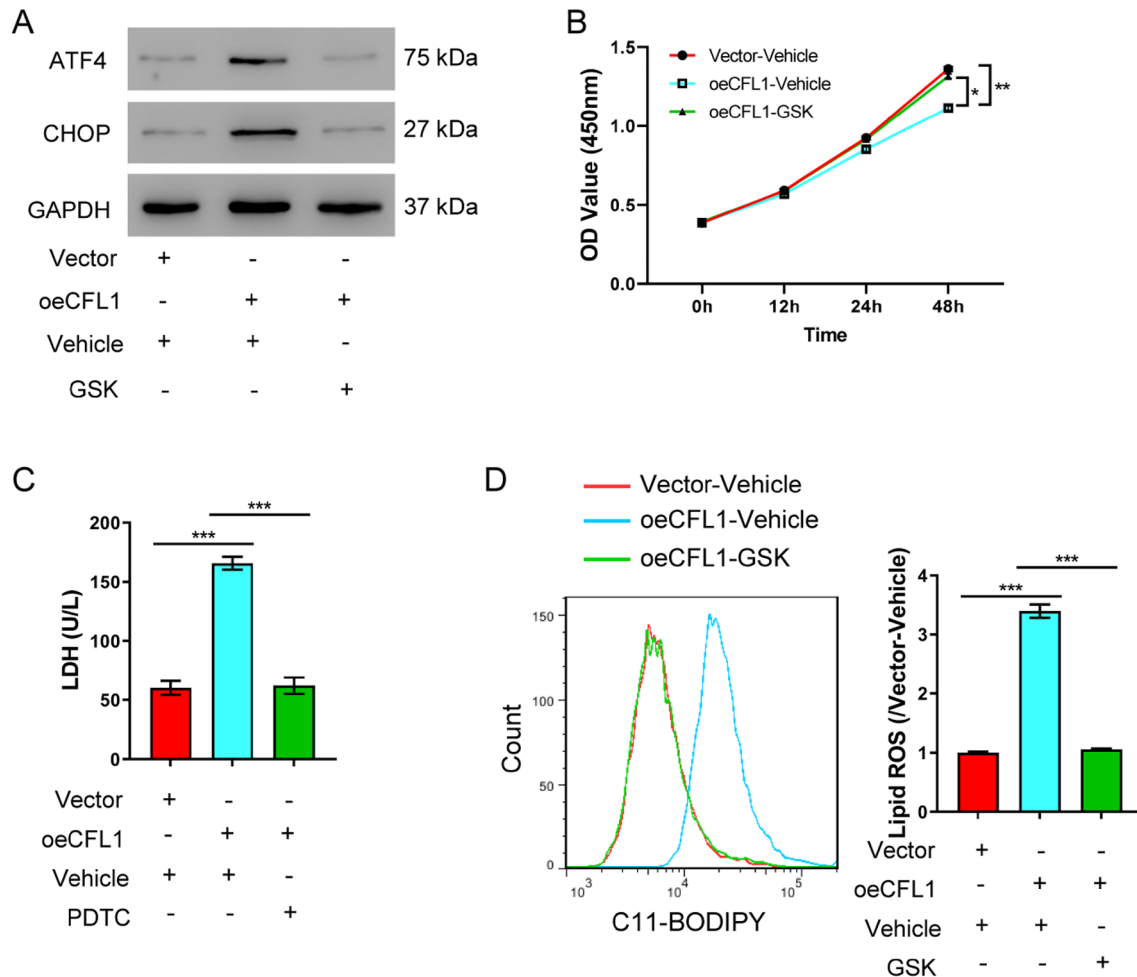 A
ATF4
75 kDa
CHOP
27 kDa
GAPDH
37 kDa
Vector + - -
oeCFL1 - + +
Vehicle + + -
GSK - - +
B
OD Value (450nm)
1.5
1.0
0.5
0.0
Vector-Vehicle
oeCFL1-Vehicle
oeCFL1-GSK
* **
0h 12h 24h 48h
Time
C
LDH (U/L)
200
150
100
50
0
***
***
Vector + - -
oeCFL1 - + +
Vehicle + + -
PDTC - - +
D
Vector-Vehicle
oeCFL1-Vehicle
oeCFL1-GSK
Count
150
100
50
0
10³ 10⁴ 10⁵
C11-BODIPY
Lipid ROS (/Vector-Vehicle)
4
3
2
1
0
***
***
Vector + - -
oeCFL1 - + +
Vehicle + + -
GSK - - +